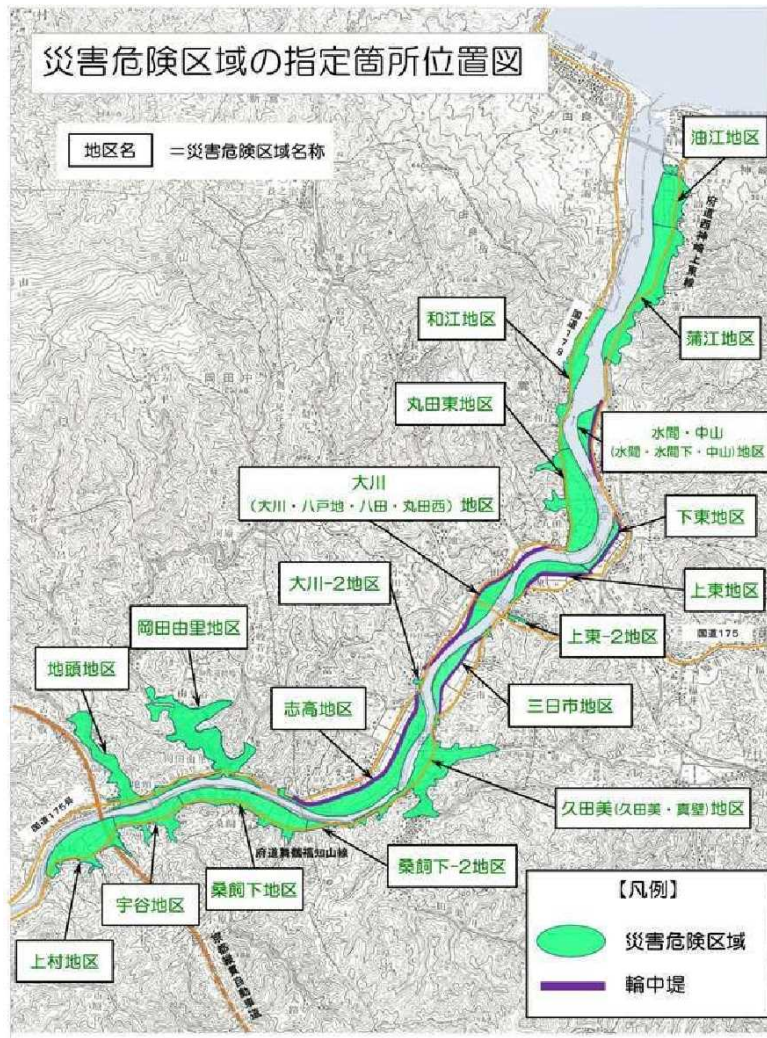 災害危険区域の指定箇所位置図
地区名
=災害危険区域名称
油江地区
府道西神崎上東線
和江地区
国道178
蒲江地区
丸田東地区
水間・中山
(水間・水間下・中山)地区
大川
(大川・八戸地・八田・丸田西)地区
下東地区
大川-2地区
上東地区
岡田由里地区
上東-2地区
国道175
地頭地区
志高地区
三日市地区
国道175号
久田美(久田美・真壁)地区
府道舞鶴福知山線
桑飼下-2地区
桑飼下地区
宇谷地区
上村地区
京都縦貫自動車道
【凡例】
災害危険区域
輪中堤